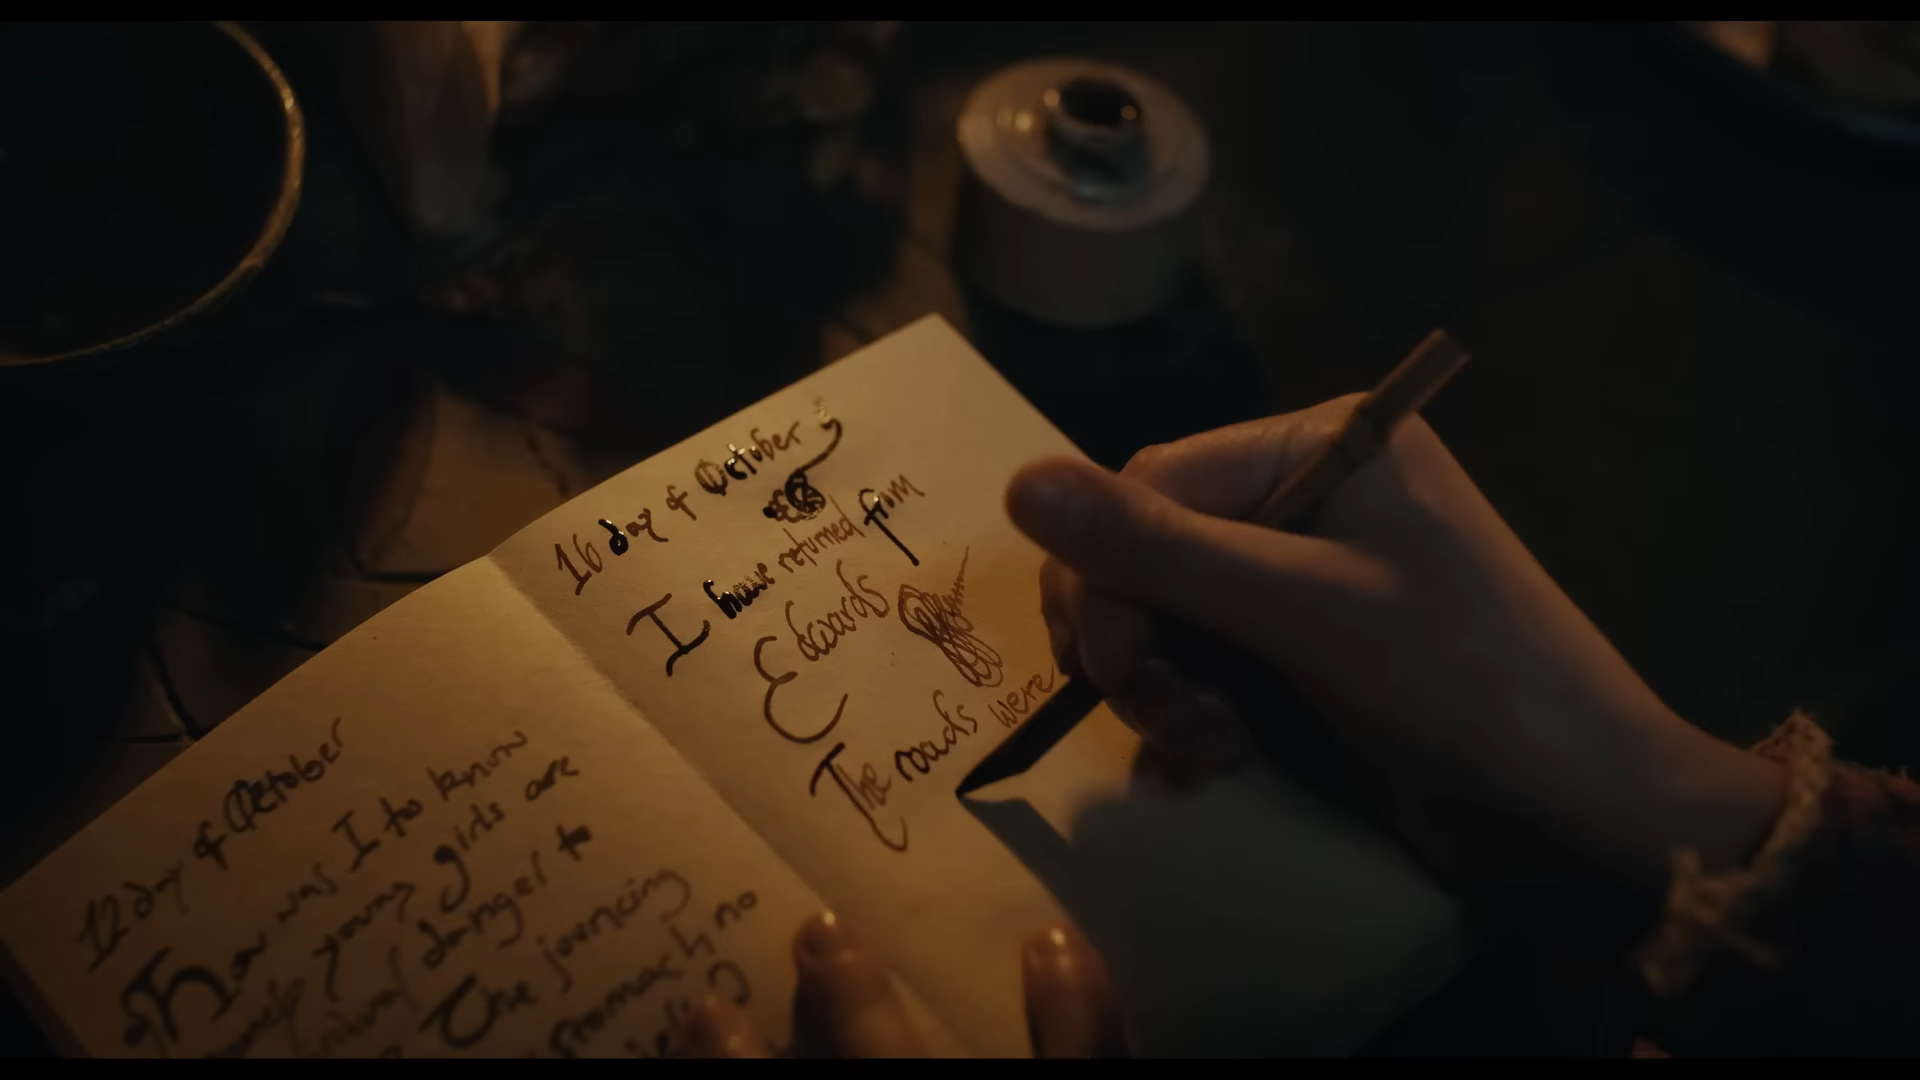 12 day of October
How was I to know
young girls are
danger to
The journing
stomach no
16 day of October
I have returned from
Edwards
The roads were